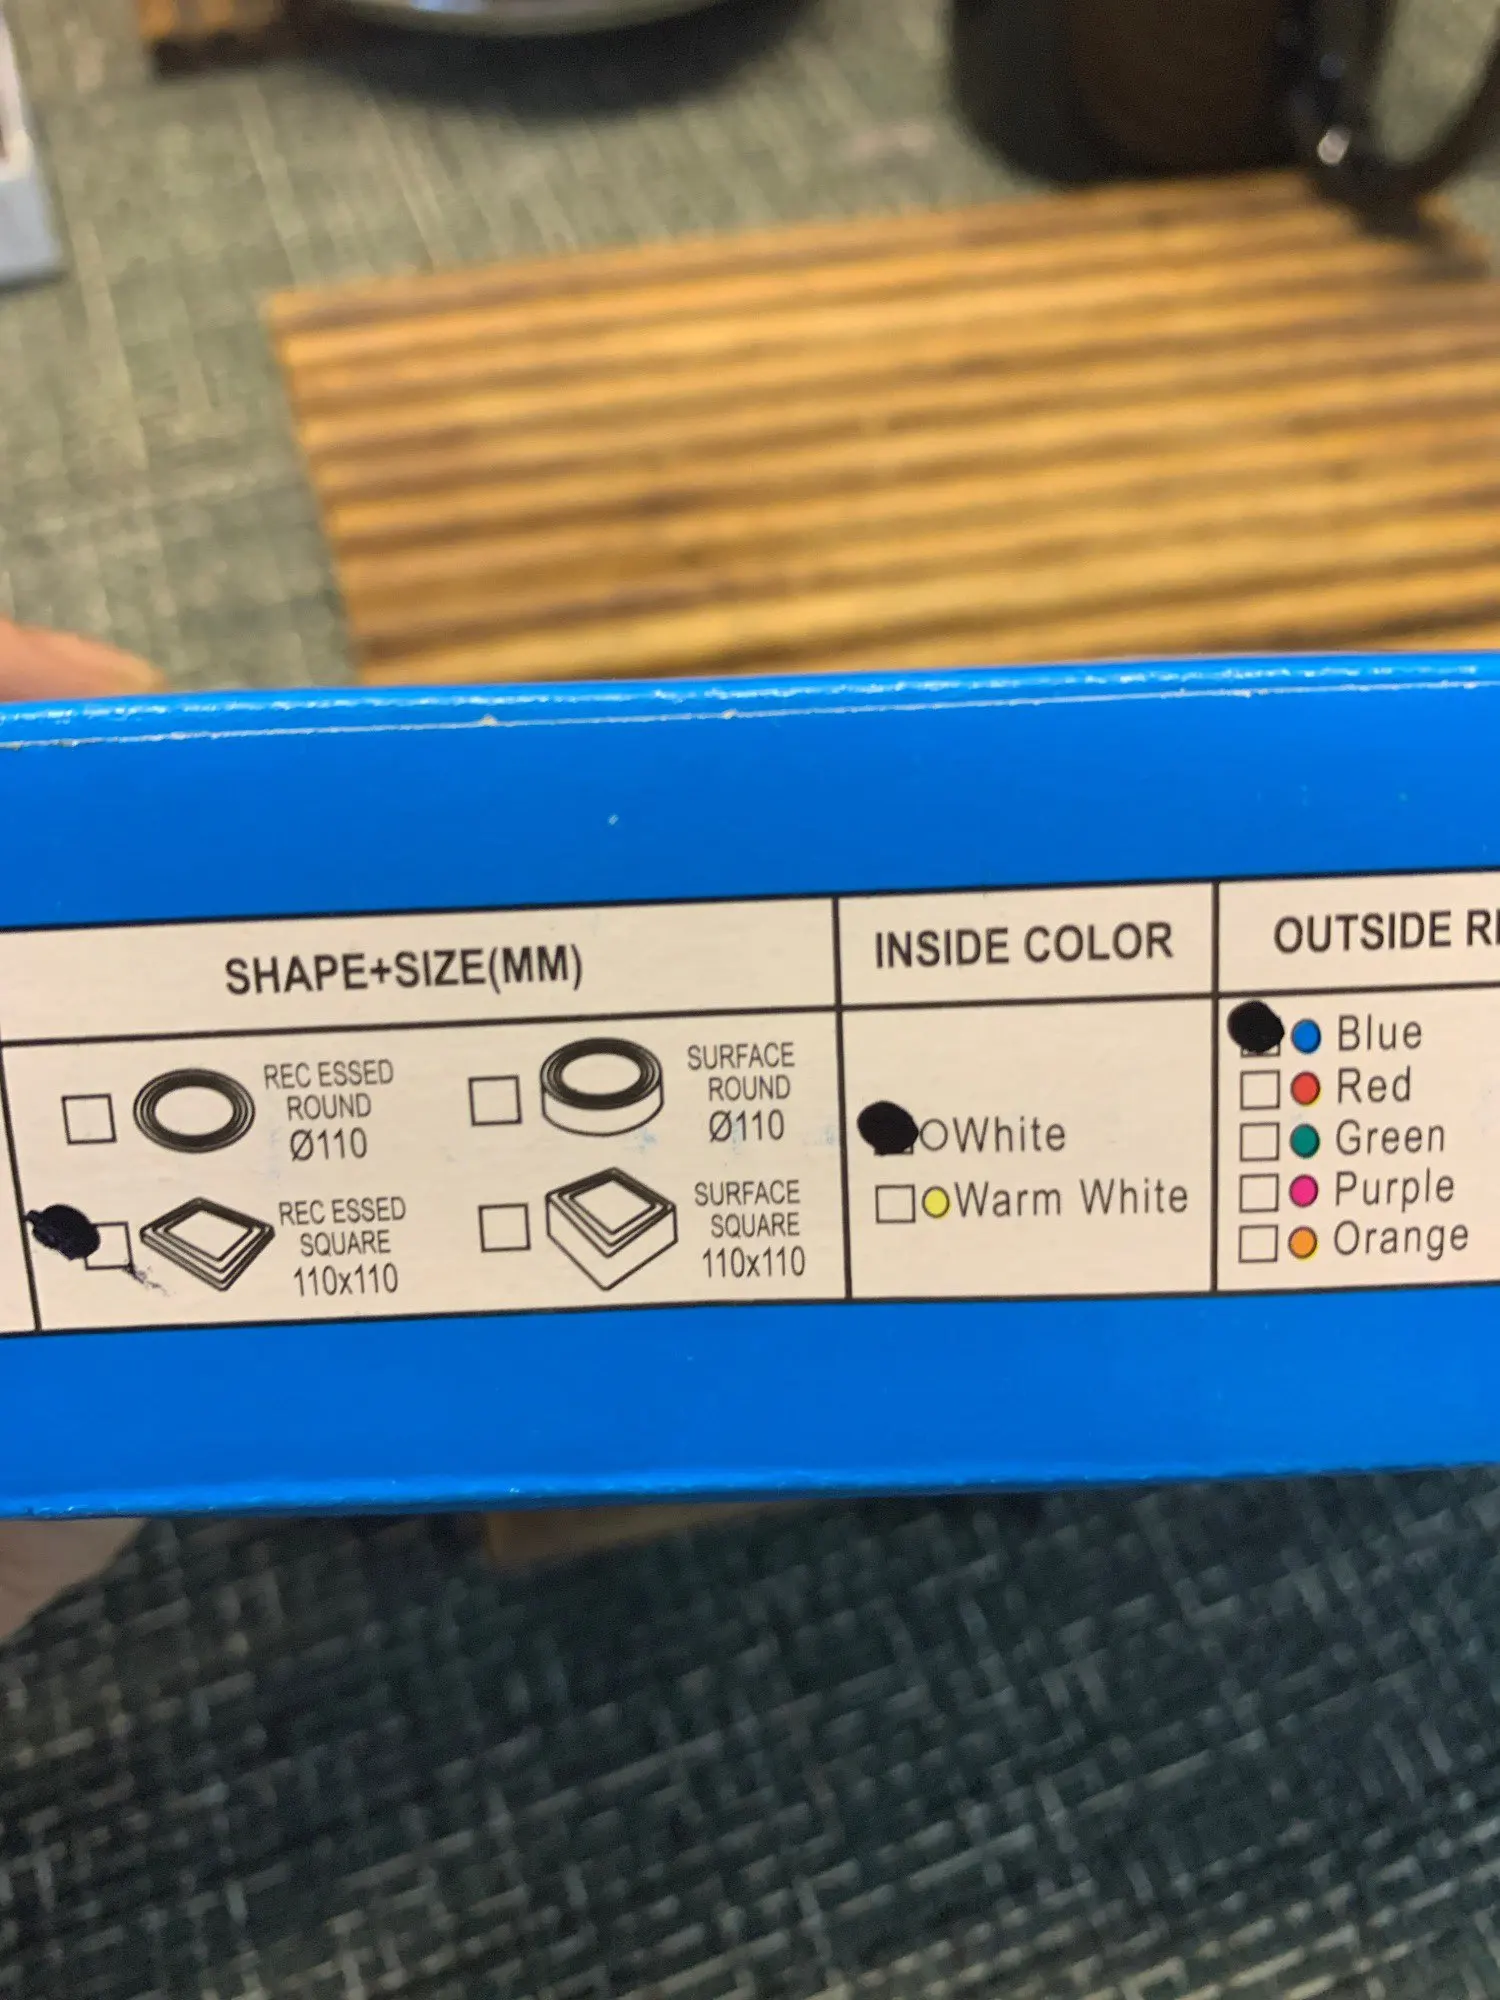 SHAPE+SIZE(MM)
REC ESSED
ROUND
Ø110
SURFACE
ROUND
Ø110
REC ESSED
SQUARE
110x110
SURFACE
SQUARE
110x110
INSIDE COLOR
White
Warm White
OUTSIDE
Blue
Red
Green
Purple
Orange